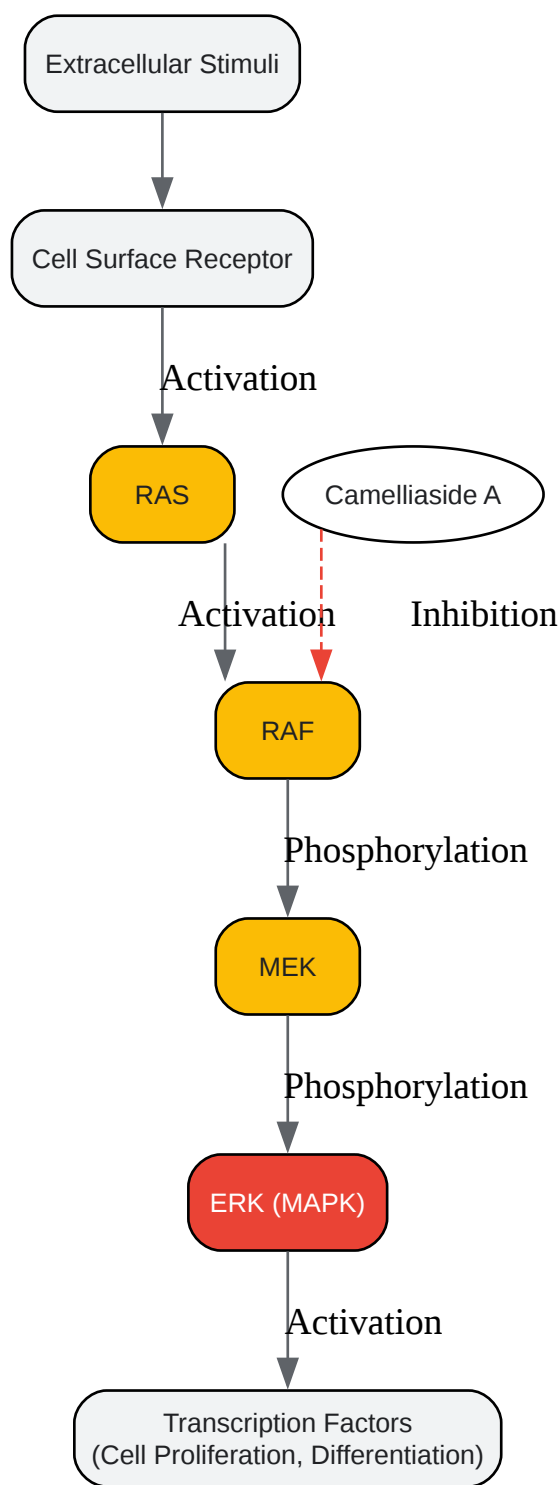 Extracellular Stimuli
Cell Surface Receptor
Activation
RAS
Camelliaside A
Activation
Inhibition
RAF
Phosphorylation
MEK
Phosphorylation
ERK (MAPK)
Activation
Transcription Factors
(Cell Proliferation, Differentiation)